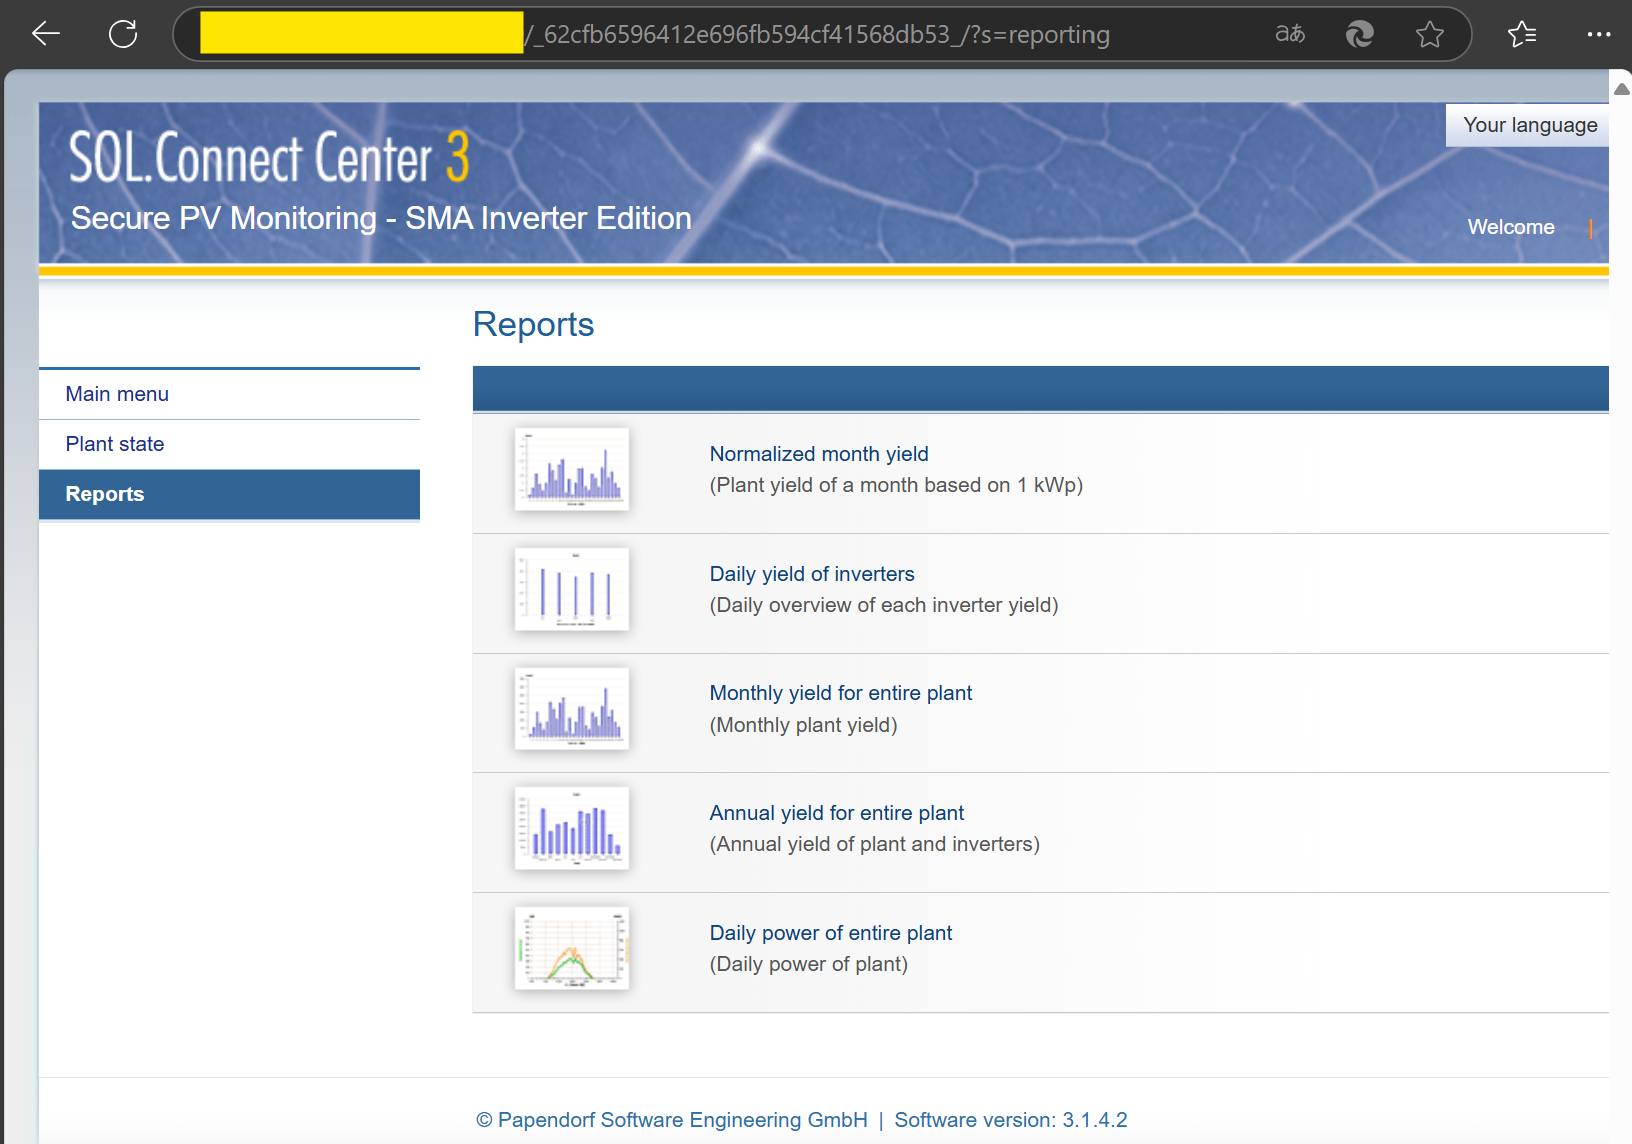 /_62cfb6596412e696fb594cf41568db53_/?s=reporting
aあ
SOL.Connect Center 3
Your language
Secure PV Monitoring - SMA Inverter Edition
Welcome |
Reports
Main menu
Plant state
Reports
Normalized month yield
(Plant yield of a month based on 1 kWp)
Daily yield of inverters
(Daily overview of each inverter yield)
Monthly yield for entire plant
(Monthly plant yield)
Annual yield for entire plant
(Annual yield of plant and inverters)
Daily power of entire plant
(Daily power of plant)
© Papendorf Software Engineering GmbH | Software version: 3.1.4.2